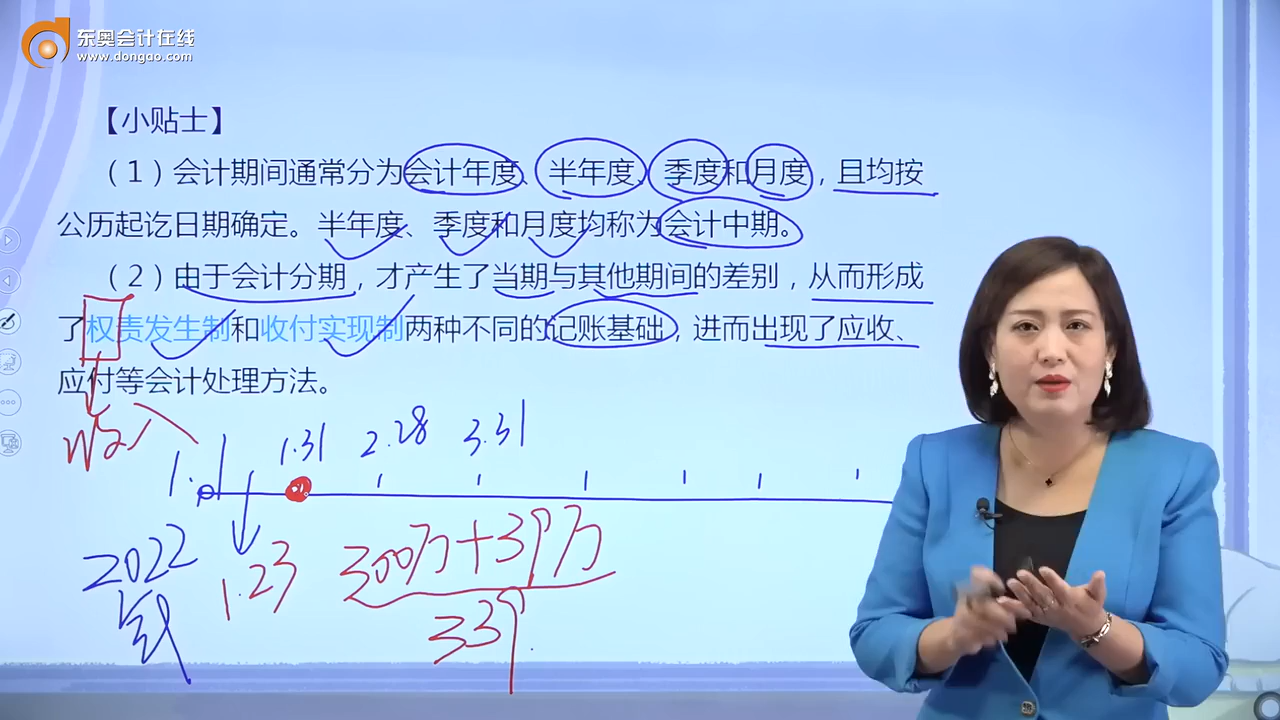 东奥会计在线
www.dongao.com
【小贴士】
（1）会计期间通常分为会计年度、半年度、季度和月度，且均按
公历起讫日期确定。半年度、季度和月度均称为会计中期。
（2）由于会计分期，才产生了当期与其他期间的差别，从而形成
了权责发生制和收付实现制两种不同的记账基础，进而出现了应收、
应付等会计处理方法。
收入
1.1 1.31 2.28 3.31
2022 1.23 300万+39万
339